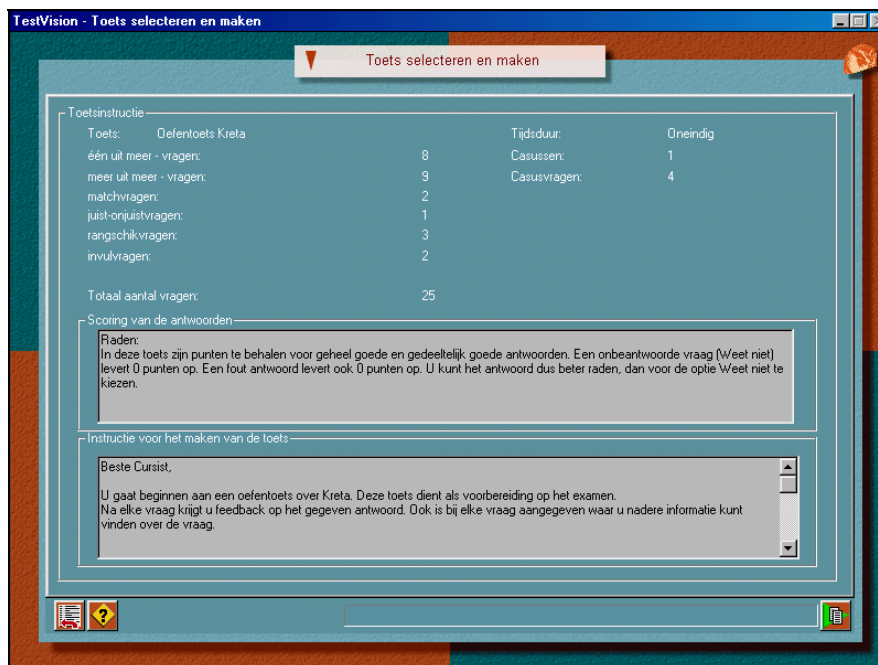 TestVision - Toets selecteren en maken
Toets selecteren en maken
Toetsinstructie
Toets: Oefentoets Kreta Tijdsduur: Oneindig
één uit meer - vragen: 8 Casussen: 1
meer uit meer - vragen: 9 Casusvragen: 4
matchvragen: 2
juist-onjuistvragen: 1
rangschikvragen: 3
invulvragen: 2
Totaal aantal vragen: 25
Scoring van de antwoorden
Raden:
In deze toets zijn punten te behalen voor geheel goede en gedeeltelijk goede antwoorden. Een onbeantwoorde vraag (Weet niet)
levert 0 punten op. Een fout antwoord levert ook 0 punten op. U kunt het antwoord dus beter raden, dan voor de optie Weet niet te
kiezen.
Instructie voor het maken van de toets
Beste Cursist,
U gaat beginnen aan een oefentoets over Kreta. Deze toets dient als voorbereiding op het examen.
Na elke vraag krijgt u feedback op het gegeven antwoord. Ook is bij elke vraag aangegeven waar u nadere informatie kunt
vinden over de vraag.
?